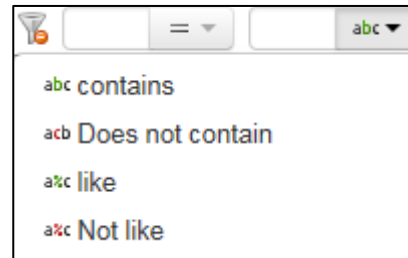 = abc
abc contains
acb Does not contain
a%c like
a%c Not like